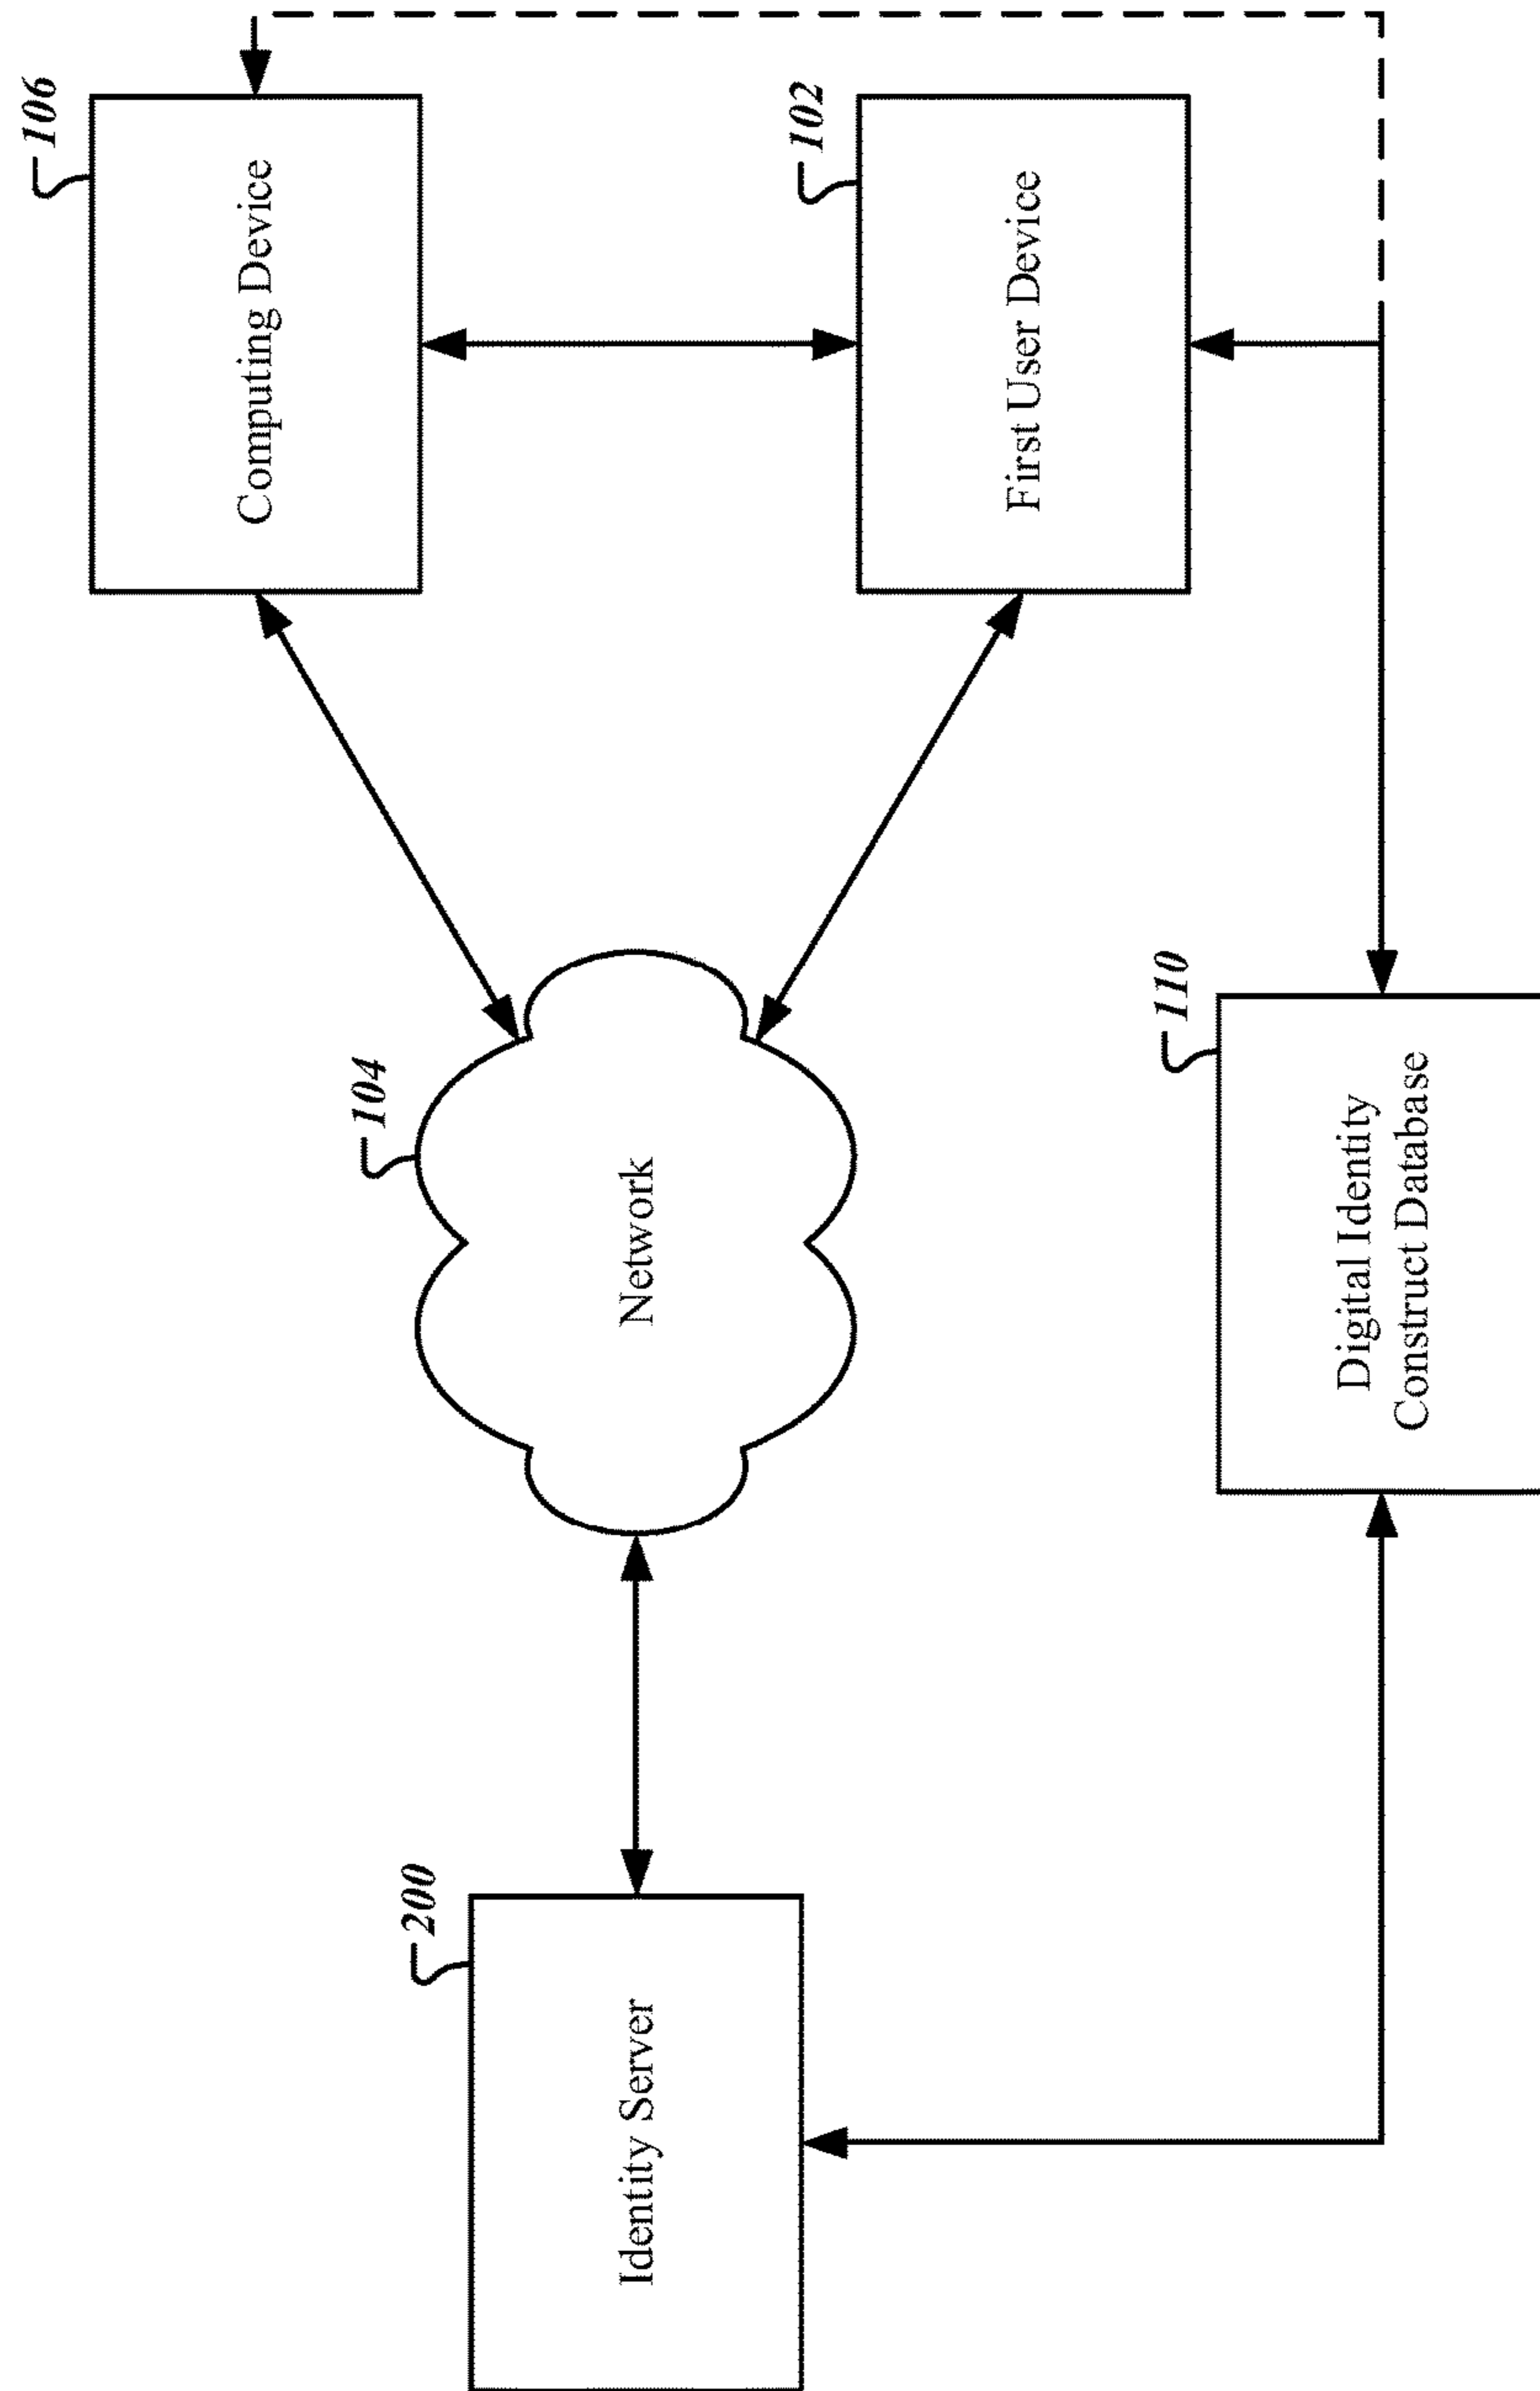 106
Computing Device
102
First User Device
104
Network
110
Digital Identity
Construct Database
200
Identity Server